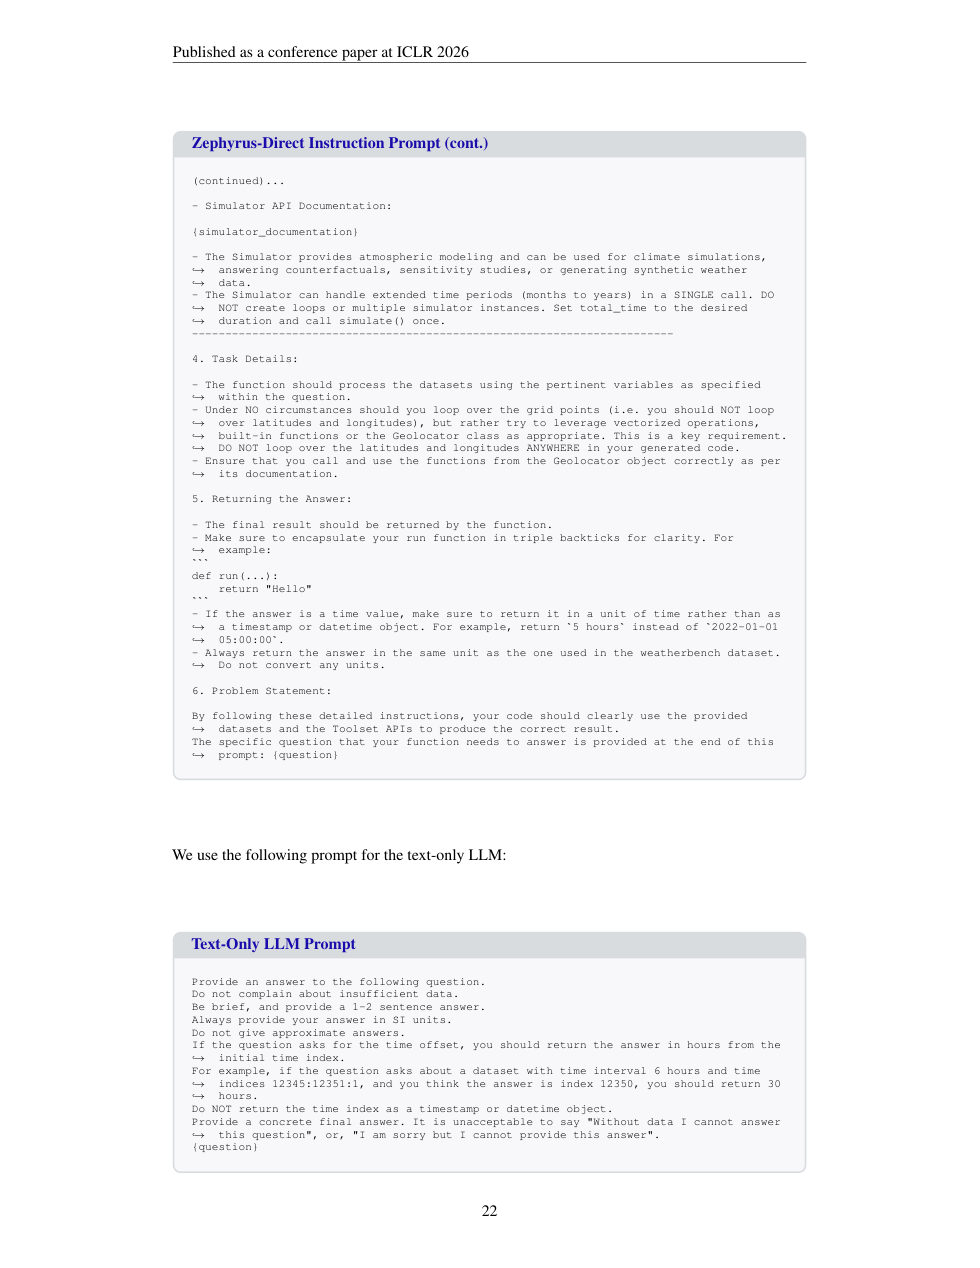 Published as a conference paper at ICLR 2026
Zephyrus-Direct Instruction Prompt (cont.)
(continued)...
- Simulator API Documentation:
{simulator_documentation}
- The Simulator provides atmospheric modeling and can be used for climate simulations,
↪ answering counterfactuals, sensitivity studies, or generating synthetic weather
↪ data.
- The Simulator can handle extended time periods (months to years) in a SINGLE call. DO
↪ NOT create loops or multiple simulator instances. Set total_time to the desired
↪ duration and call simulate() once.
------------------------------------------------------------------------
4. Task Details:
- The function should process the datasets using the pertinent variables as specified
↪ within the question.
- Under NO circumstances should you loop over the grid points (i.e. you should NOT loop
↪ over latitudes and longitudes), but rather try to leverage vectorized operations,
↪ built-in functions or the Geolocator class as appropriate. This is a key requirement.
↪ DO NOT loop over the latitudes and longitudes ANYWHERE in your generated code.
- Ensure that you call and use the functions from the Geolocator object correctly as per
↪ its documentation.
5. Returning the Answer:
- The final result should be returned by the function.
- Make sure to encapsulate your run function in triple backticks for clarity. For
↪ example:
```
def run(...):
    return "Hello"
```
- If the answer is a time value, make sure to return it in a unit of time rather than as
↪ a timestamp or datetime object. For example, return `5 hours` instead of `2022-01-01
↪ 05:00:00`.
- Always return the answer in the same unit as the one used in the weatherbench dataset.
↪ Do not convert any units.
6. Problem Statement:
By following these detailed instructions, your code should clearly use the provided
↪ datasets and the Toolset APIs to produce the correct result.
The specific question that your function needs to answer is provided at the end of this
↪ prompt: {question}
We use the following prompt for the text-only LLM:
Text-Only LLM Prompt
Provide an answer to the following question.
Do not complain about insufficient data.
Be brief, and provide a 1-2 sentence answer.
Always provide your answer in SI units.
Do not give approximate answers.
If the question asks for the time offset, you should return the answer in hours from the
↪ initial time index.
For example, if the question asks about a dataset with time interval 6 hours and time
↪ indices 12345:12351:1, and you think the answer is index 12350, you should return 30
↪ hours.
Do NOT return the time index as a timestamp or datetime object.
Provide a concrete final answer. It is unacceptable to say "Without data I cannot answer
↪ this question", or, "I am sorry but I cannot provide this answer".
{question}
22